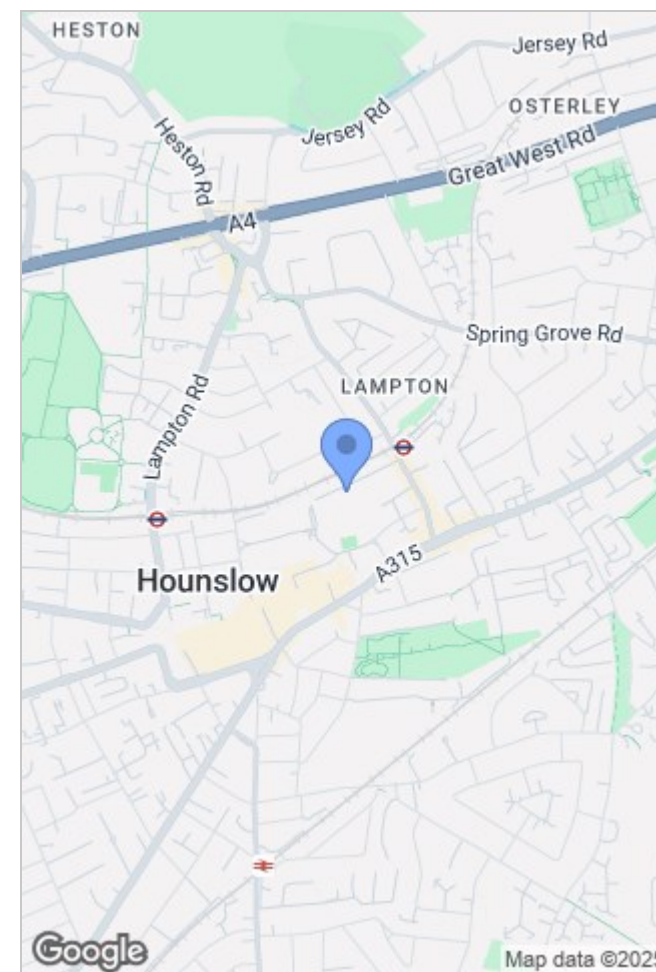 HESTON
Jersey Rd
OSTERLEY
Jersey Rd
Heston Rd
Great West Rd
A4
Spring Grove Rd
LAMPTON
Lampton Rd
A315
Hounslow
Google
Map data ©2025